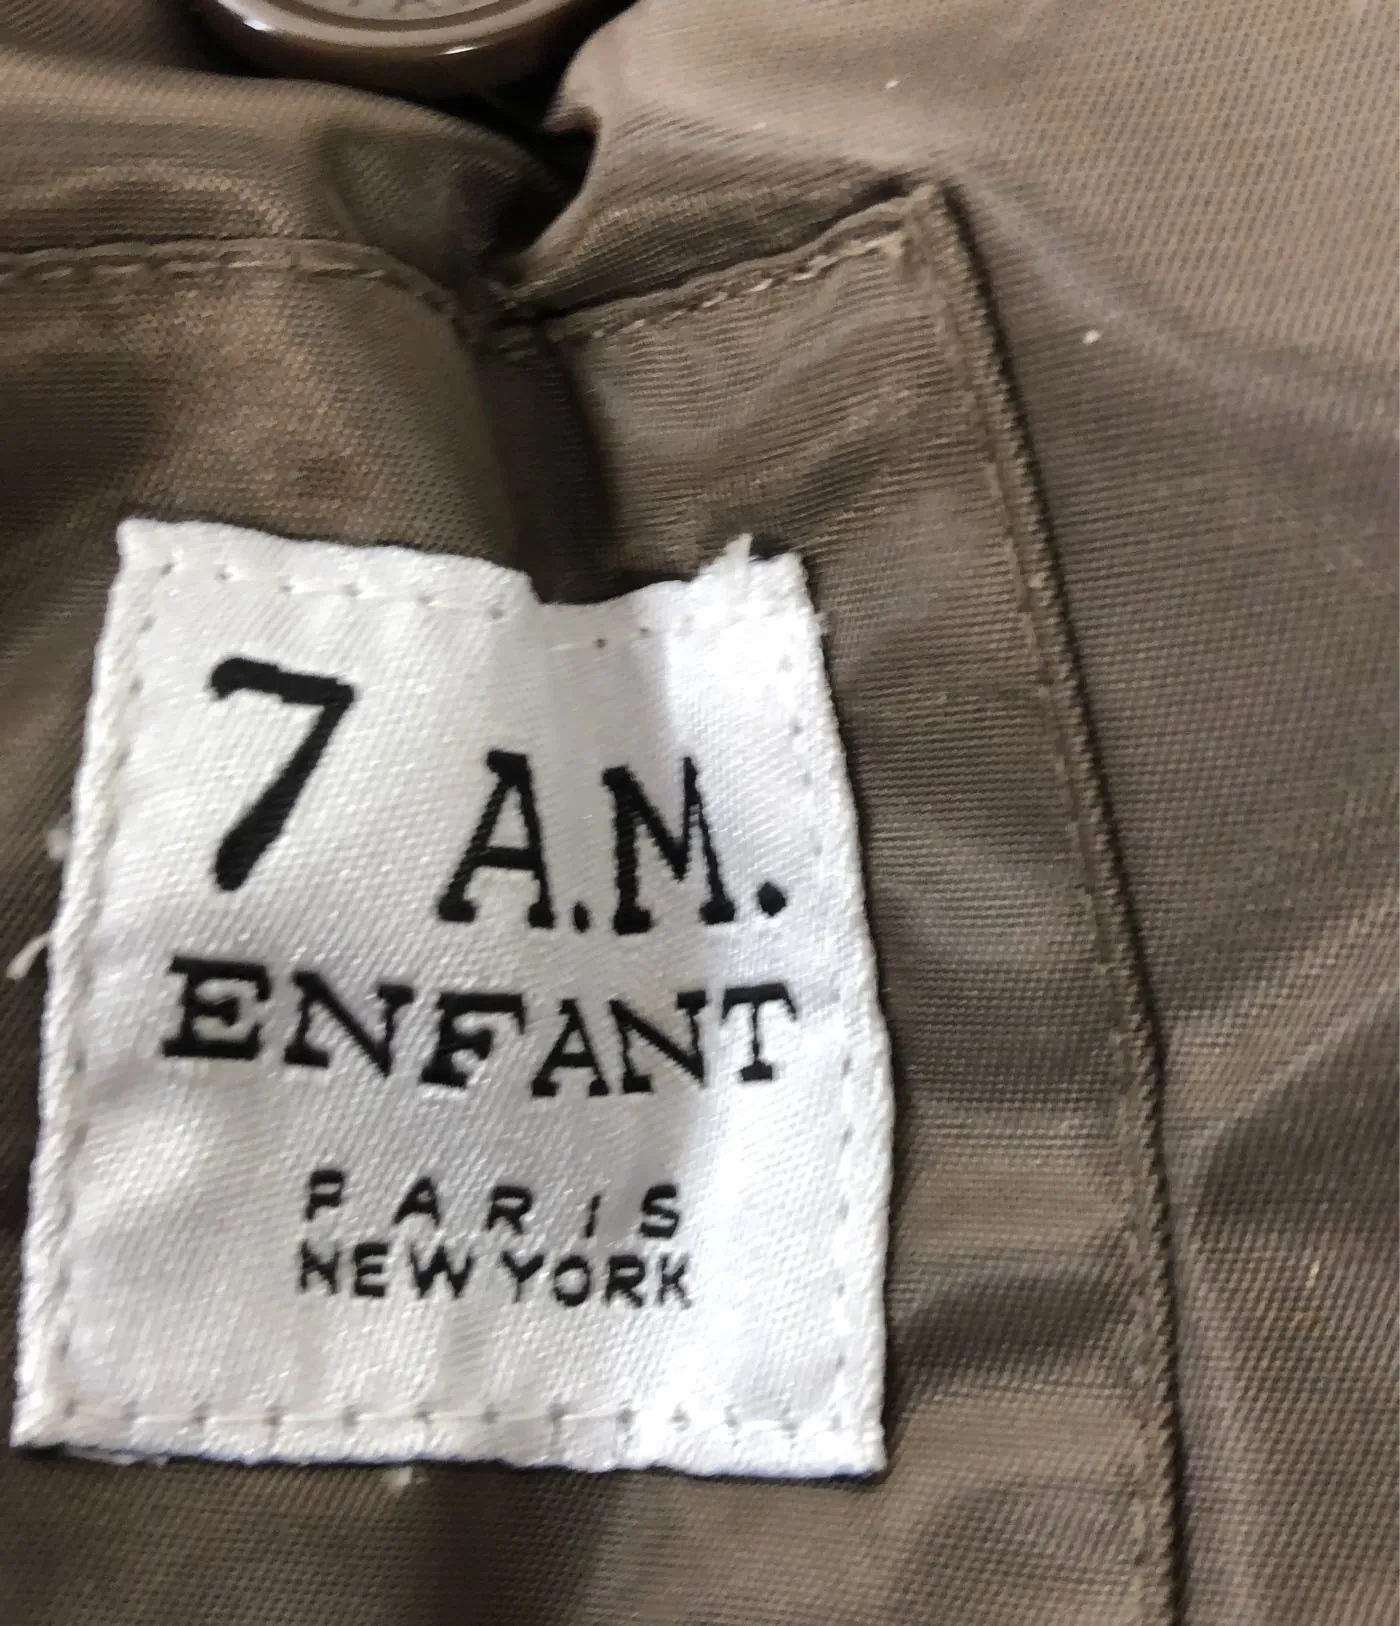 7 A.M.
ENFANT
PARIS
NEW YORK